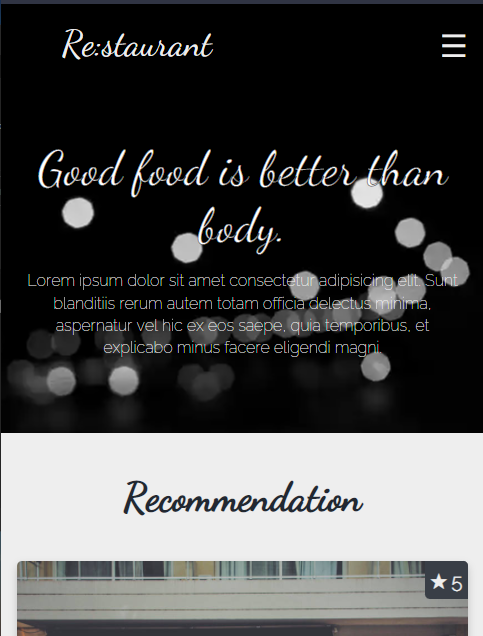 Re:staurant
Good food is better than
body.
Lorem ipsum dolor sit amet consectetur adipisicing elit. Sunt
blanditiis rerum autem totam officia delectus minima,
aspernatur vel hic ex eos saepe, quia temporibus, et
explicabo minus facere eligendi magni.
Recommendation
★5